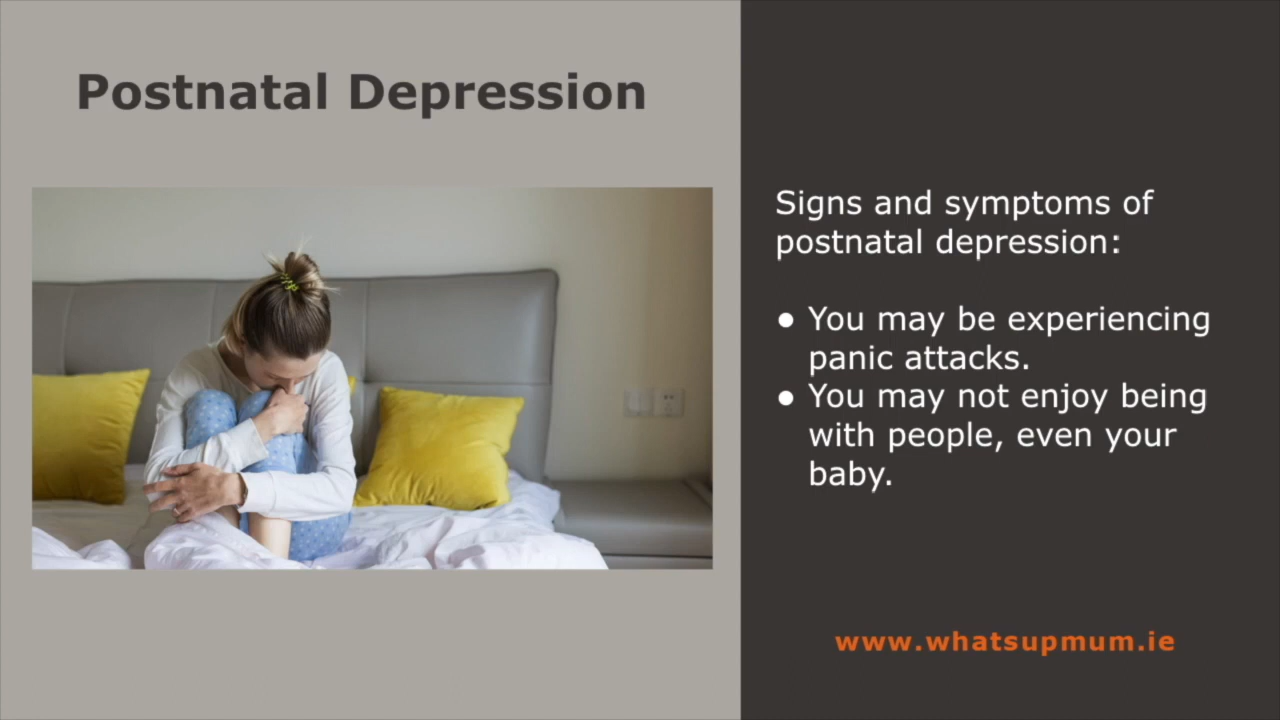 Postnatal Depression
Signs and symptoms of
postnatal depression:
● You may be experiencing
panic attacks.
● You may not enjoy being
with people, even your
baby.
www.whatsupmum.ie